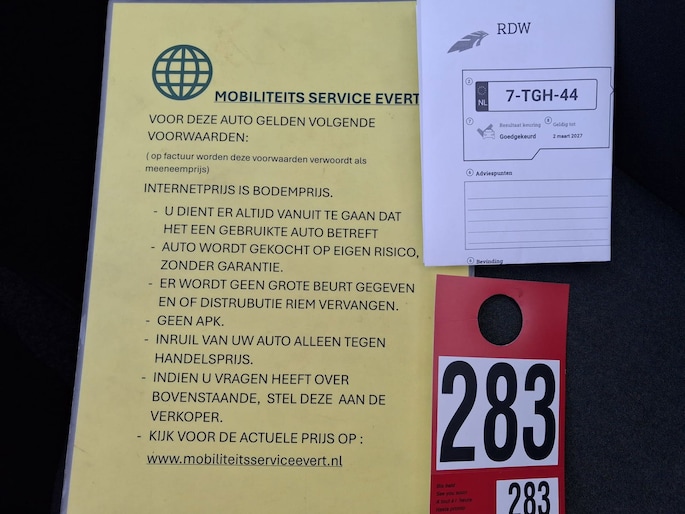 MOBILITEITS SERVICE EVERT
VOOR DEZE AUTO GELDEN VOLGENDE
VOORWAARDEN:
( op factuur worden deze voorwaarden verwoordt als
meeneemprijs)
INTERNETPRIJS IS BODEMPRIJS.
- U DIENT ER ALTIJD VANUIT TE GAAN DAT
HET EEN GEBRUIKTE AUTO BETREFT
- AUTO WORDT GEKOCHT OP EIGEN RISICO,
ZONDER GARANTIE.
- ER WORDT GEEN GROTE BEURT GEGEVEN
EN OF DISTRUBUTIE RIEM VERVANGEN.
- GEEN APK.
- INRUIL VAN UW AUTO ALLEEN TEGEN
HANDELSPRIJS.
- INDIEN U VRAGEN HEEFT OVER
BOVENSTAANDE, STEL DEZE AAN DE
VERKOPER.
- KIJK VOOR DE ACTUELE PRIJS OP :
www.mobiliteitsserviceevert.nl
RDW
NL
7-TGH-44
Resultaat keuring
Geldig tot
Goedgekeurd
2 maart 2027
Adviespunten
Bevinding
283
283